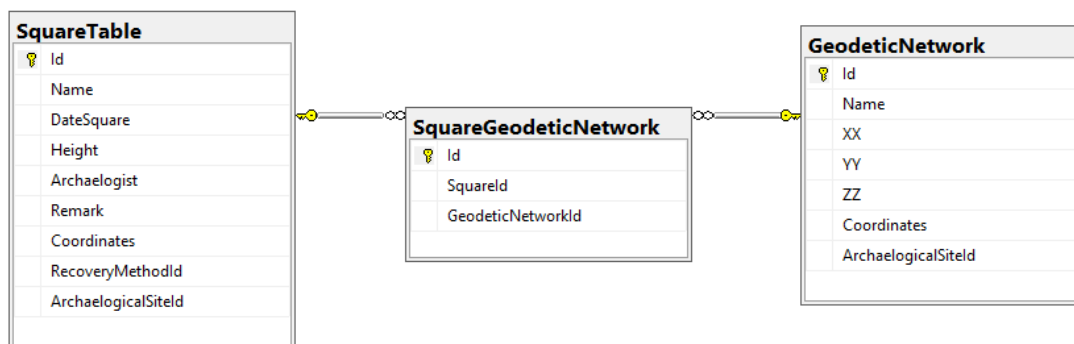 SquareTable
Id
Name
DateSquare
Height
Archaelogist
Remark
Coordinates
RecoveryMethodId
ArchaelogicalSiteId
SquareGeodeticNetwork
Id
SquareId
GeodeticNetworkId
GeodeticNetwork
Id
Name
XX
YY
ZZ
Coordinates
ArchaelogicalSiteId